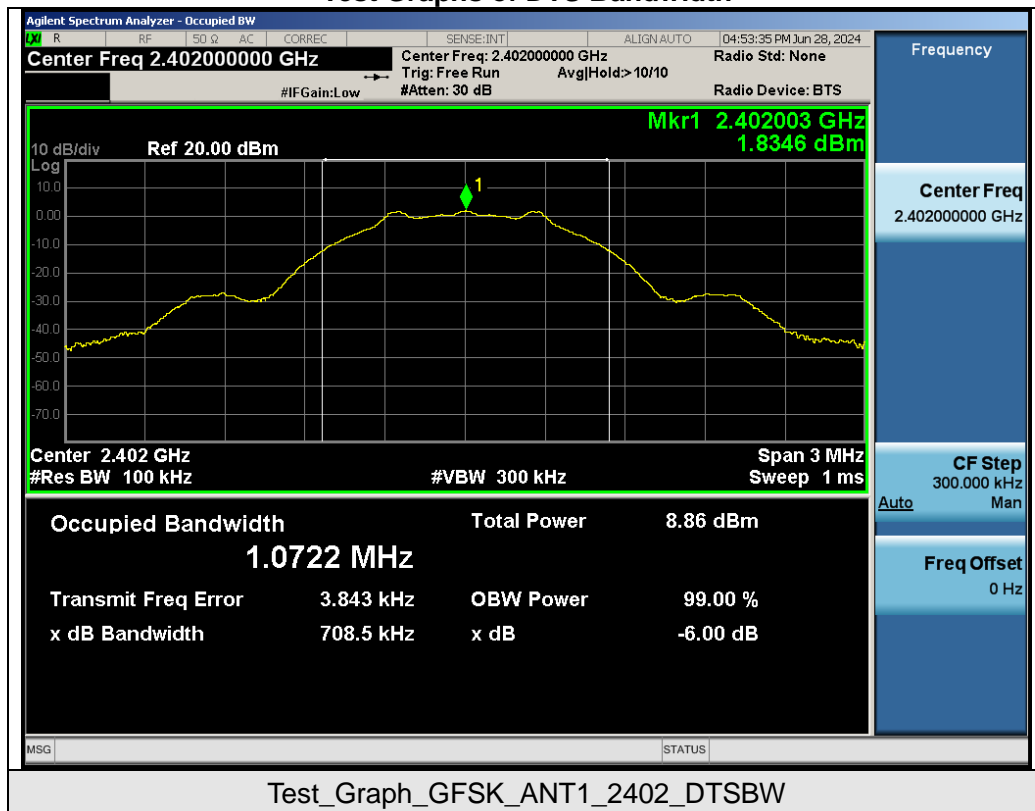 Agilent Spectrum Analyzer - Occupied BW
LXI R RF 50 Ω AC CORREC SENSE:INT ALIGN AUTO 04:53:35 PM Jun 28, 2024
Center Freq 2.402000000 GHz
Center Freq: 2.402000000 GHz
Radio Std: None
Trig: Free Run Avg|Hold:> 10/10
#IFGain:Low
#Atten: 30 dB
Radio Device: BTS
Frequency
Mkr1 2.402003 GHz
1.8346 dBm
10 dB/div Ref 20.00 dBm
Log
10.0
0.00
-10.0
-20.0
-30.0
-40.0
-50.0
-60.0
-70.0
1
Center 2.402 GHz
Span 3 MHz
#Res BW 100 kHz
#VBW 300 kHz
Sweep 1 ms
Center Freq
2.402000000 GHz
CF Step
300.000 kHz
Auto Man
Freq Offset
0 Hz
Occupied Bandwidth
Total Power 8.86 dBm
1.0722 MHz
Transmit Freq Error 3.843 kHz
OBW Power 99.00 %
x dB Bandwidth 708.5 kHz
x dB -6.00 dB
MSG
STATUS
Test_Graph_GFSK_ANT1_2402_DTSBW